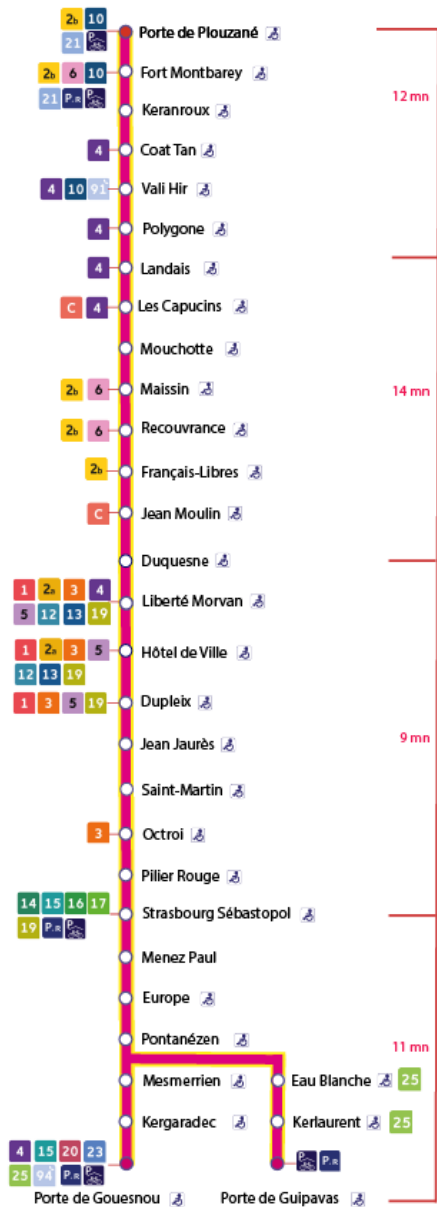 2b 10
21 P
Porte de Plouzané
2b 6 10
21 P+R P
Fort Montbarey
12 mn
Keranroux
4 Coat Tan
4 10 91
Vali Hir
4 Polygone
4 Landais
C 4 Les Capucins
Mouchotte
2b 6 Maissin
14 mn
2b 6 Recouvrance
2b Français-Libres
C Jean Moulin
Duquesne
1 2a 3 4
5 12 13 19
Liberté Morvan
1 2a 3 5
12 13 19
Hôtel de Ville
1 3 5 19 Dupleix
Jean Jaurès
9 mn
Saint-Martin
3 Octroi
Pilier Rouge
14 15 16 17
19 P+R P
Strasbourg Sébastopol
Menez Paul
Europe
Pontanézen
11 mn
Mesmerrien
Eau Blanche 25
Kergaradec
Kerlaurent 25
4 15 20 23
25 94 P+R P
P P+R
Porte de Gouesnou
Porte de Guipavas